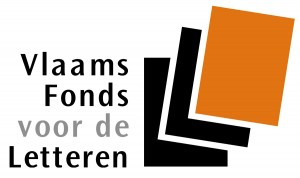 Vlaams
Fonds
voor de
Letteren